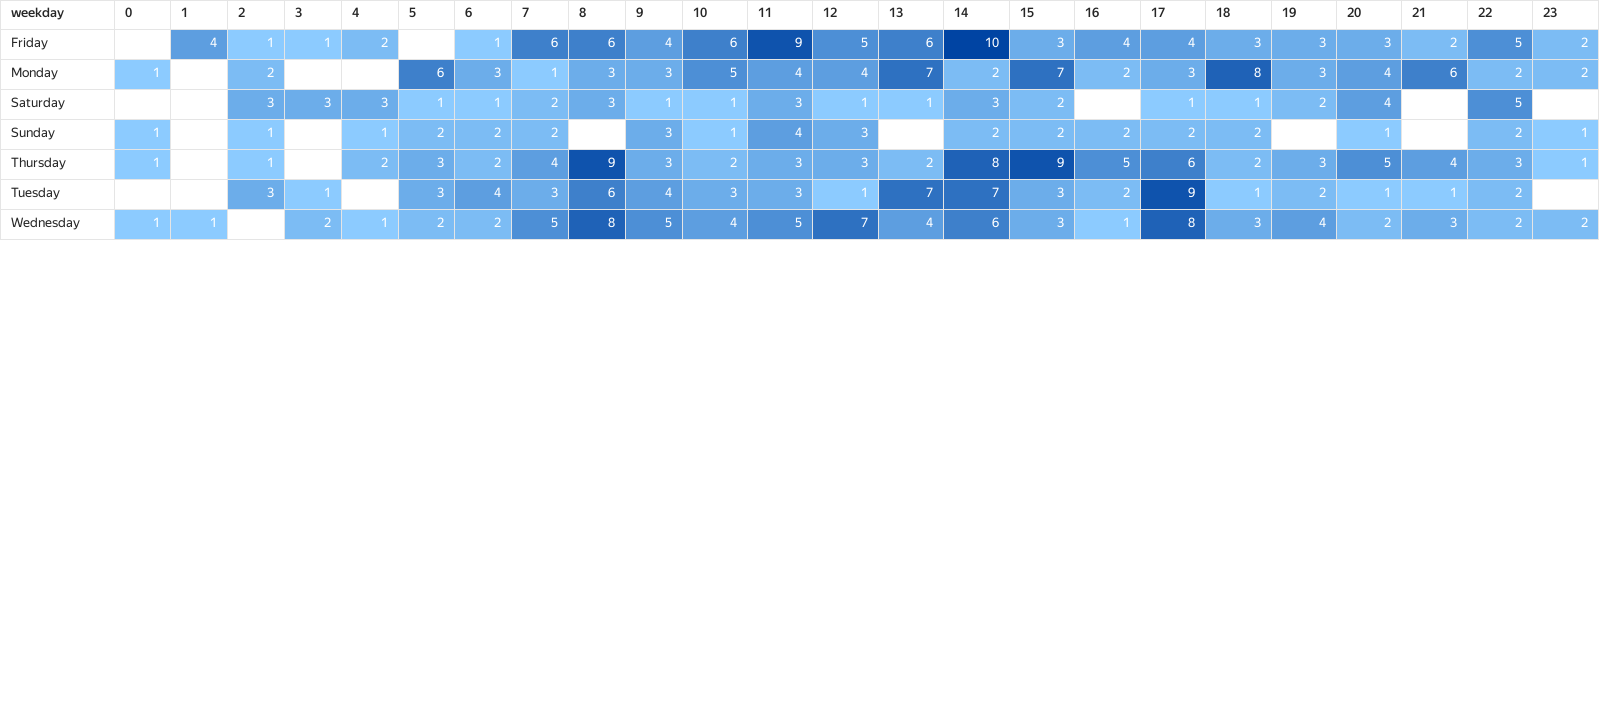 weekday 0 1 2 3 4 5 6 7 8 9 10 11 12 13 14 15 16 17 18 19 20 21 22 23
Friday 4 1 1 2 1 6 6 4 6 9 5 6 10 3 4 4 3 3 3 2 5 2
Monday 1 2 6 3 1 3 3 5 4 4 7 2 7 2 3 8 3 4 6 2 2
Saturday 3 3 3 1 1 2 3 1 1 3 1 1 3 2 1 1 2 4 5
Sunday 1 1 1 2 2 2 3 1 4 3 2 2 2 2 2 1 2 1
Thursday 1 1 2 3 2 4 9 3 2 3 3 2 8 9 5 6 2 3 5 4 3 1
Tuesday 3 1 3 4 3 6 4 3 3 1 7 7 3 2 9 1 2 1 1 2
Wednesday 1 1 2 1 2 2 5 8 5 4 5 7 4 6 3 1 8 3 4 2 3 2 2